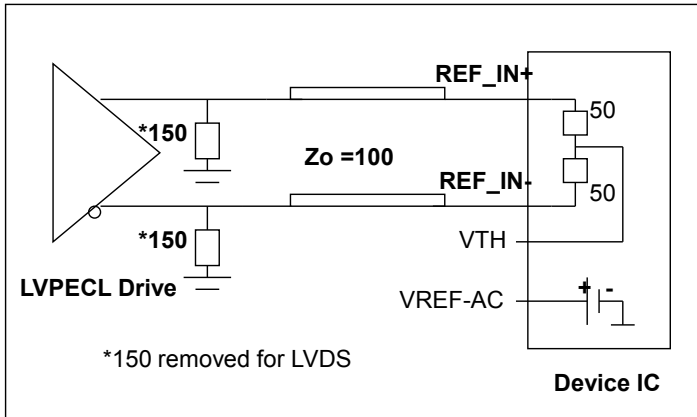 REF_IN+
*150
50
Zo =100
REF_IN-
50
*150
VTH
LVPECL Drive
VREF-AC
+ -
*150 removed for LVDS
Device IC